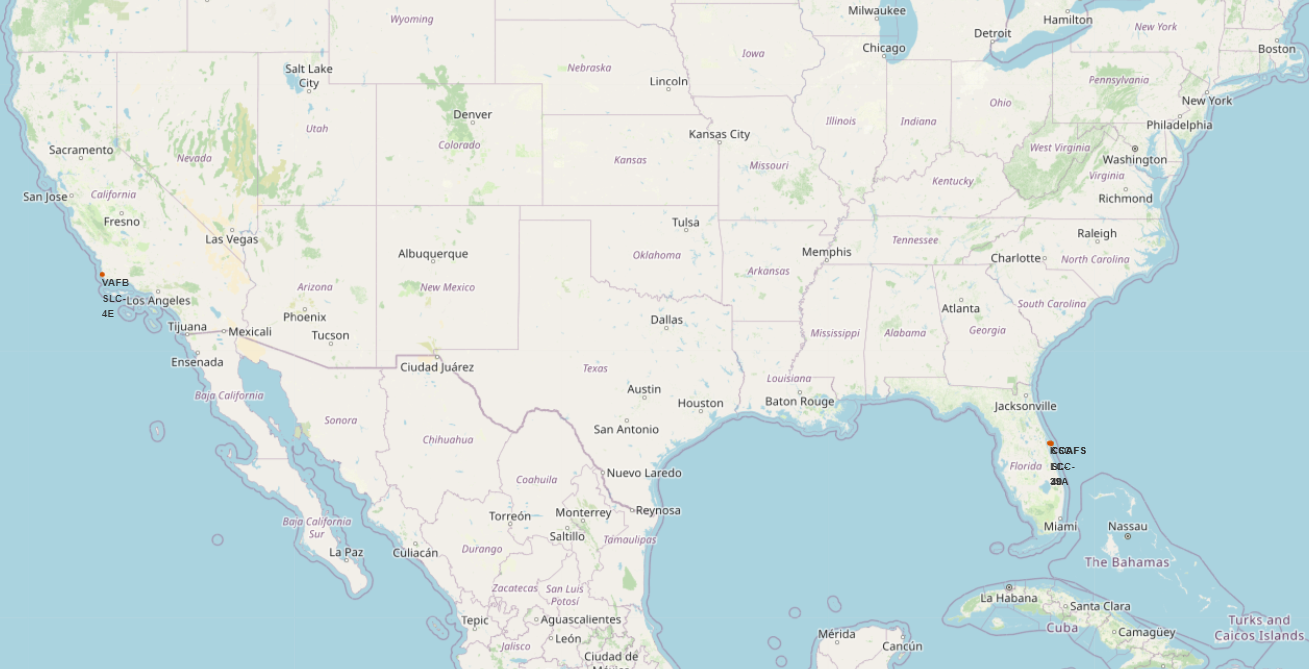 Milwaukee
Hamilton
Wyoming
New York
Detroit
Chicago
Boston
Iowa
Salt Lake
City
Nebraska
Lincoln
Pennsylvania
New York
Ohio
Denver
Utah
Illinois
Indiana
Philadelphia
Kansas City
Colorado
Sacramento
Nevada
Kansas
Missouri
West Virginia
Washington
Virginia
Kentucky
San Jose
California
Richmond
Fresno
Tulsa
Las Vegas
Raleigh
Tennessee
Albuquerque
Oklahoma
Memphis
Charlotte
North Carolina
Arkansas
VAFB
SLC-
4E
Los Angeles
Arizona
New Mexico
South Carolina
Atlanta
Phoenix
Dallas
Tijuana
Mexicali
Tucson
Mississippi
Alabama
Georgia
Ensenada
Ciudad Juárez
Texas
Louisiana
Baja California
Austin
Houston
Baton Rouge
Jacksonville
Sonora
San Antonio
Chihuahua
Florida
Nuevo Laredo
Coahuila
Torreón
Monterrey
Reynosa
Baja California
Sur
Saltillo
Tamaulipas
Miami
Nassau
La Paz
Culiacán
Durango
The Bahamas
Zacatecas
San Luis
Potosí
La Habana
Santa Clara
Tepic
Aguascalientes
Cuba
Camagüey
Turks and
Caicos Islands
León
Mérida
Cancún
Jalisco
Ciudad de